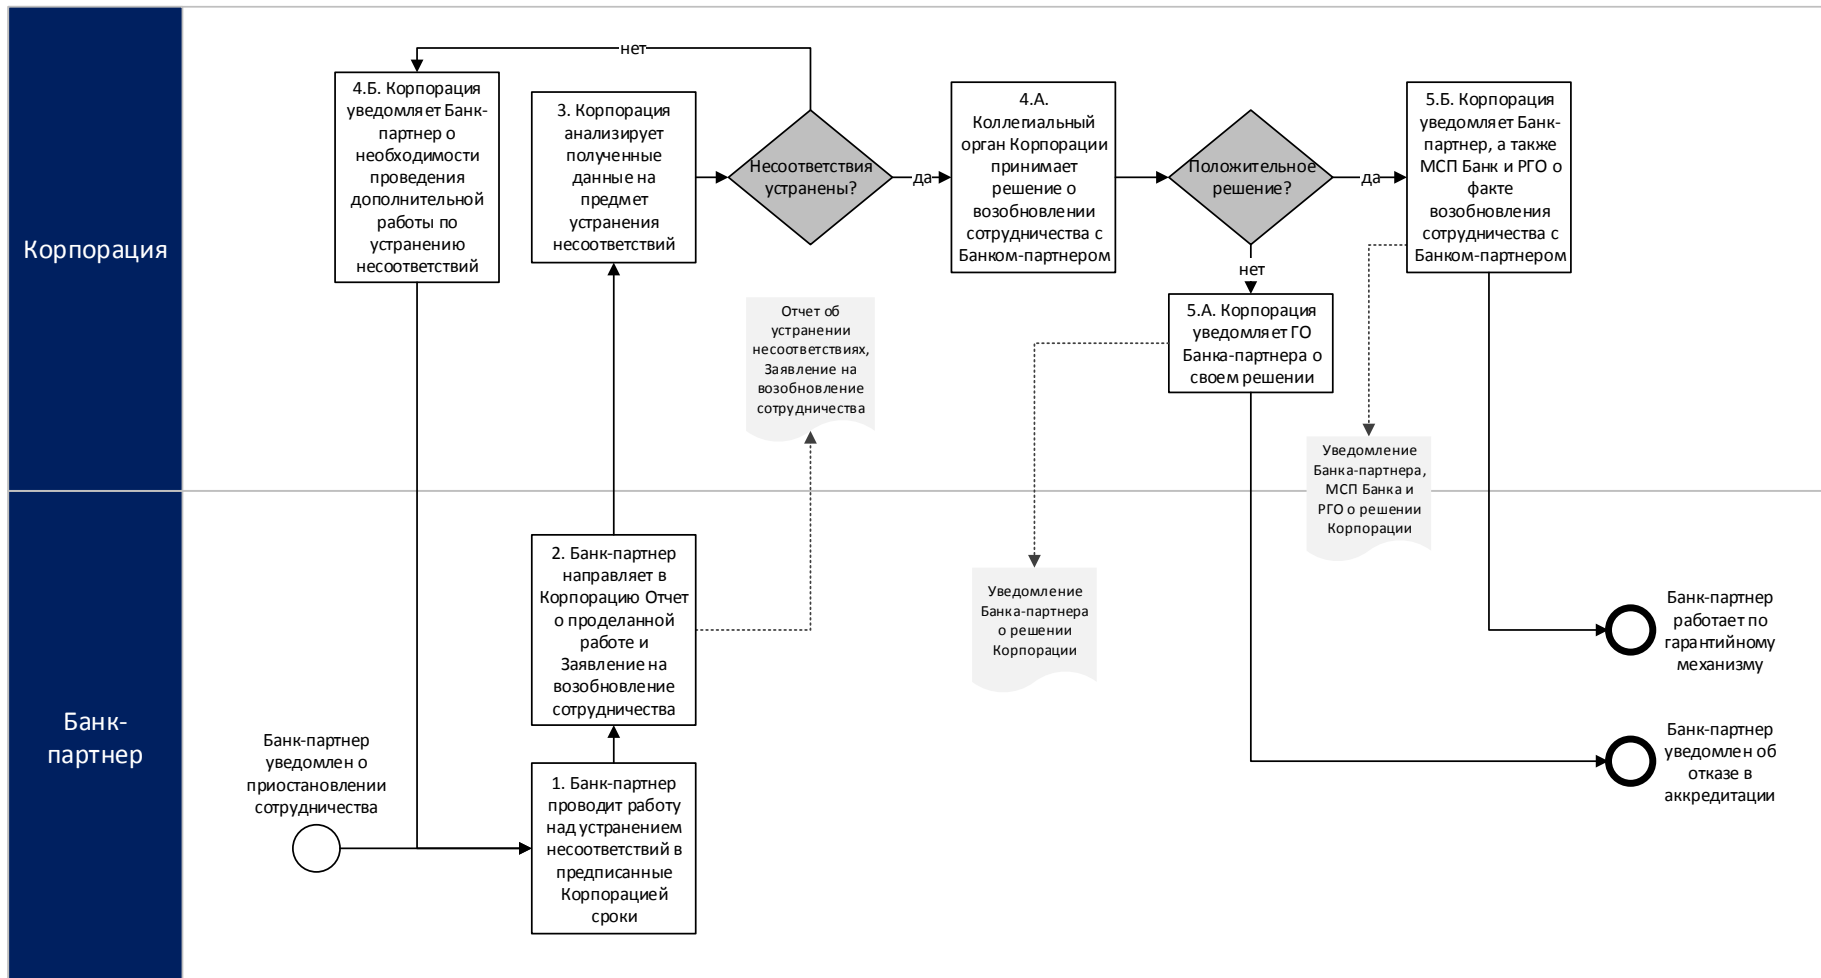 Корпорация
нет
4.Б. Корпорация
уведомляет Банк-
партнер о
необходимости
проведения
дополнительной
работы по
устранению
несоответствий
3. Корпорация
анализирует
полученные
данные на
предмет
устранения
несоответствий
Несоответствия
устранены?
да
4.А.
Коллегиальный
орган Корпорации
принимает
решение о
возобновлении
сотрудничества с
Банком-партнером
Положительное
решение?
да
5.Б. Корпорация
уведомляет Банк-
партнер, а также
МСП Банк и РГО о
факте
возобновления
сотрудничества с
Банком-партнером
нет
5.А. Корпорация
уведомляет ГО
Банка-партнера о
своем решении
Отчет об
устранении
несоответствиях,
Заявление на
возобновление
сотрудничества
Уведомление
Банка-партнера,
МСП Банка и
РГО о решении
Корпорации
Банк-
партнер
2. Банк-партнер
направляет в
Корпорацию Отчет
о проделанной
работе и
Заявление на
возобновление
сотрудничества
Уведомление
Банка-партнера
о решении
Корпорации
Банк-партнер
работает по
гарантийному
механизму
Банк-партнер
уведомлен о
приостановлении
сотрудничества
1. Банк-партнер
проводит работу
над устранением
несоответствий в
предписанные
Корпорацией
сроки
Банк-партнер
уведомлен об
отказе в
аккредитации